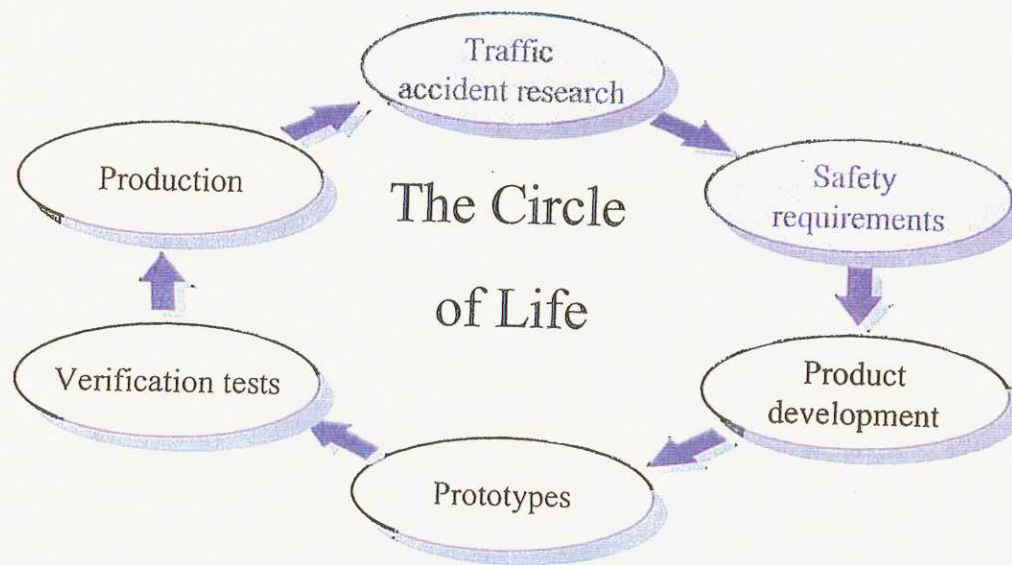 Traffic
accident research
Safety
requirements
Product
development
Prototypes
Verification tests
Production
The Circle
of Life